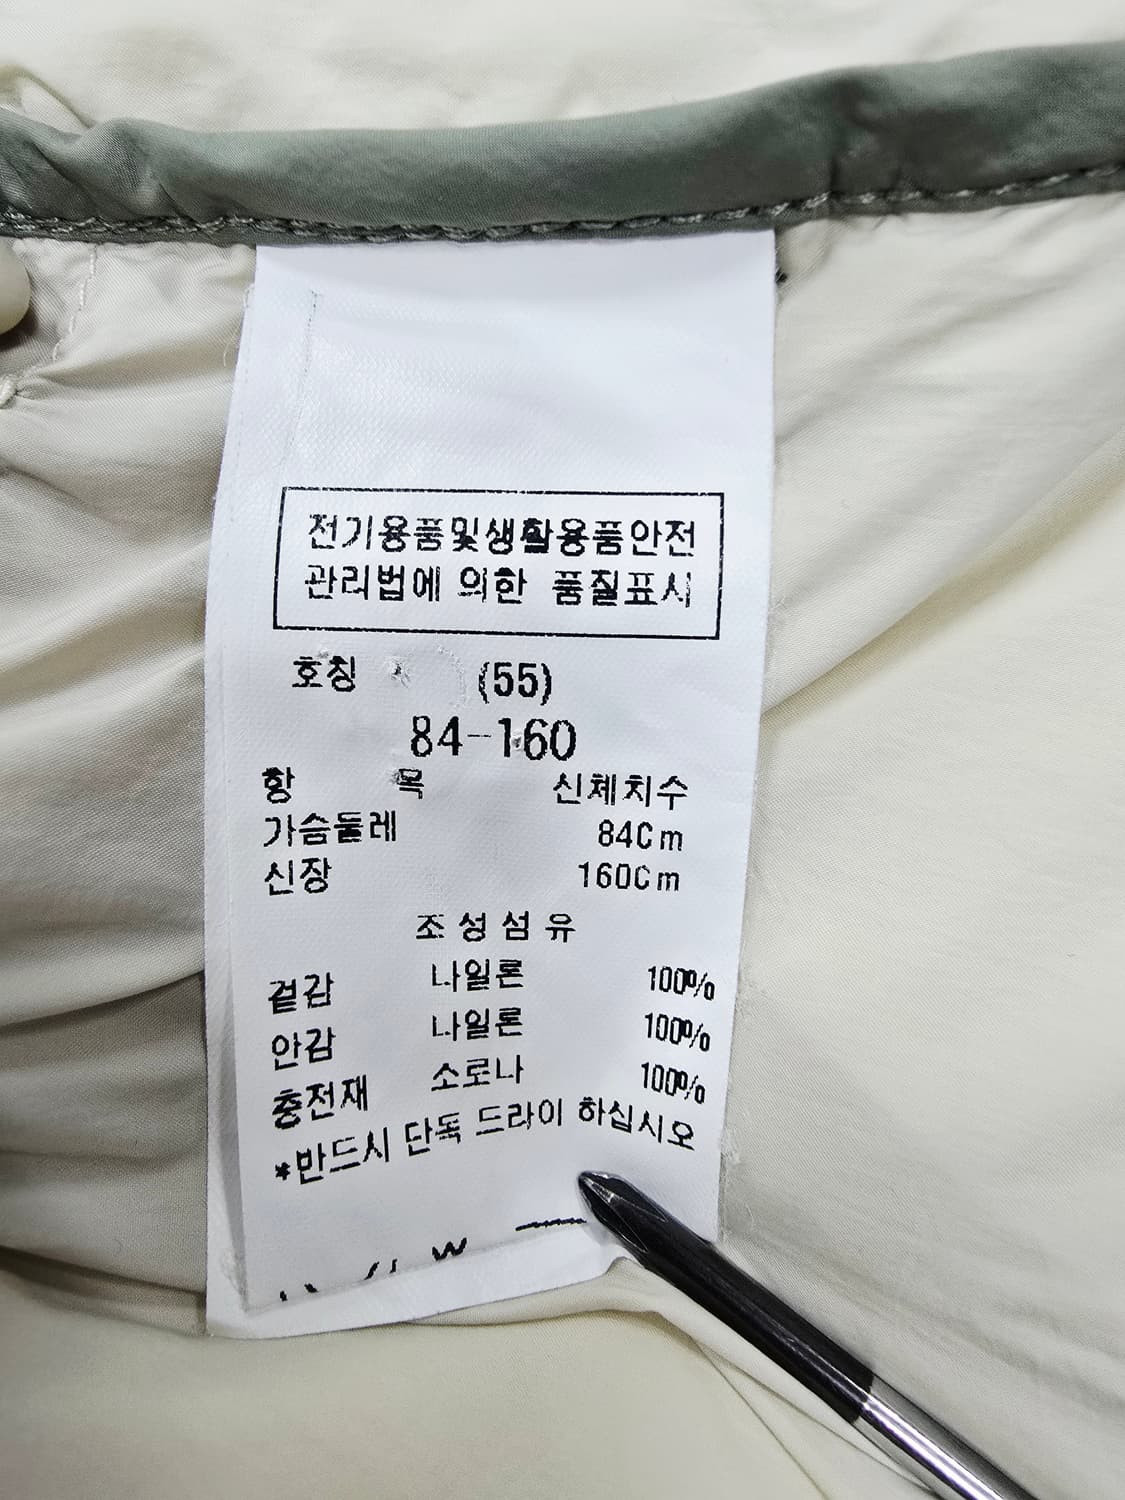 전기용품및생활용품안전
관리법에 의한 품질표시
호칭 (55)
84-160
항 목 신체치수
가슴둘레 84Cm
신장 160Cm
조성섬유
겉감 나일론 100%
안감 나일론 100%
충전재 소로나 100%
*반드시 단독 드라이 하십시오